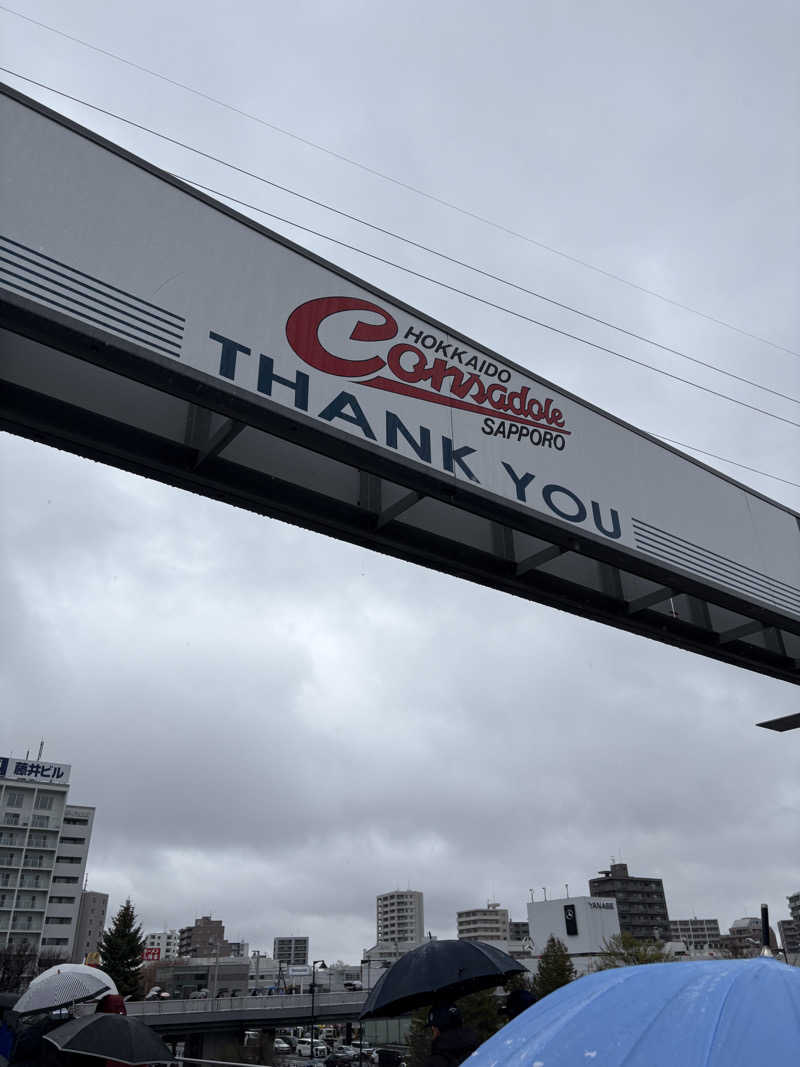 HOKKAIDO
Consadole
SAPPORO
THANK YOU
藤井ビル
YANASE